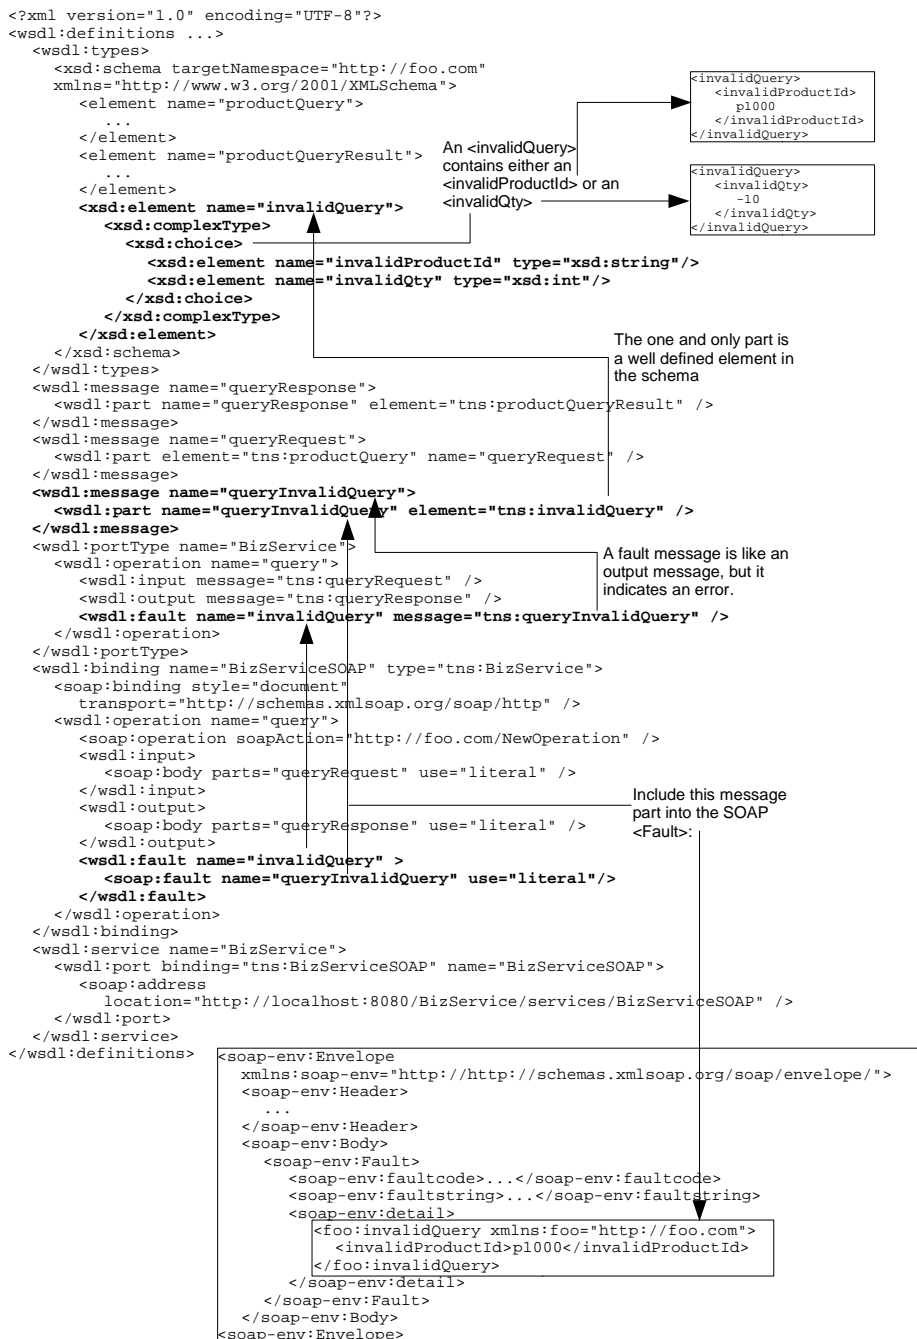 <?xml version="1.0" encoding="UTF-8"?>
<wsdl:definitions ...>
<wsdl:types>
<xsd:schema targetNamespace="http://foo.com"
xmlns="http://www.w3.org/2001/XMLSchema">
<element name="productQuery">
...
</element>
<element name="productQueryResult">
...
</element>
<xsd:element name="invalidQuery">
<xsd:complexType>
<xsd:choice>
<xsd:element name="invalidProductId" type="xsd:string"/>
<xsd:element name="invalidQty" type="xsd:int"/>
</xsd:choice>
</xsd:complexType>
</xsd:element>
</xsd:schema>
</wsdl:types>
<wsdl:message name="queryResponse">
<wsdl:part name="queryResponse" element="tns:productQueryResult" />
</wsdl:message>
<wsdl:message name="queryRequest">
<wsdl:part element="tns:productQuery" name="queryRequest" />
</wsdl:message>
<wsdl:message name="queryInvalidQuery">
<wsdl:part name="queryInvalidQuery" element="tns:invalidQuery" />
</wsdl:message>
<wsdl:portType name="BizService">
<wsdl:operation name="query">
<wsdl:input message="tns:queryRequest" />
<wsdl:output message="tns:queryResponse" />
<wsdl:fault name="invalidQuery" message="tns:queryInvalidQuery" />
</wsdl:operation>
</wsdl:portType>
<wsdl:binding name="BizServiceSOAP" type="tns:BizService">
<soap:binding style="document"
transport="http://schemas.xmlsoap.org/soap/http" />
<wsdl:operation name="query">
<soap:operation soapAction="http://foo.com/NewOperation" />
<wsdl:input>
<soap:body parts="queryRequest" use="literal" />
</wsdl:input>
<wsdl:output>
<soap:body parts="queryResponse" use="literal" />
</wsdl:output>
<wsdl:fault name="invalidQuery" >
<soap:fault name="queryInvalidQuery" use="literal"/>
</wsdl:fault>
</wsdl:operation>
</wsdl:binding>
<wsdl:service name="BizService">
<wsdl:port binding="tns:BizServiceSOAP" name="BizServiceSOAP">
<soap:address
location="http://localhost:8080/BizService/services/BizServiceSOAP" />
</wsdl:port>
</wsdl:service>
</wsdl:definitions>
An <invalidQuery>
contains either an
<invalidProductId> or an
<invalidQty>
<invalidQuery>
<invalidProductId>
p1000
</invalidProductId>
</invalidQuery>
<invalidQuery>
<invalidQty>
-10
</invalidQty>
</invalidQuery>
The one and only part is
a well defined element in
the schema
A fault message is like an
output message, but it
indicates an error.
Include this message
part into the SOAP
<Fault>:
<soap-env:Envelope
xmlns:soap-env="http://http://schemas.xmlsoap.org/soap/envelope/">
<soap-env:Header>
...
</soap-env:Header>
<soap-env:Body>
<soap-env:Fault>
<soap-env:faultcode>...</soap-env:faultcode>
<soap-env:faultstring>...</soap-env:faultstring>
<soap-env:detail>
<foo:invalidQuery xmlns:foo="http://foo.com">
<invalidProductId>p1000</invalidProductId>
</foo:invalidQuery>
</soap-env:detail>
</soap-env:Fault>
</soap-env:Body>
<soap-env:Envelope>